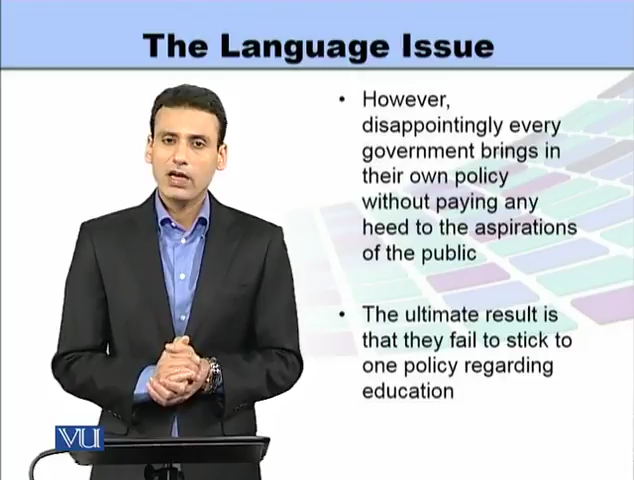 The Language Issue
• However,
disappointingly every
government brings in
their own policy
without paying any
heed to the aspirations
of the public
• The ultimate result is
that they fail to stick to
one policy regarding
education
VU